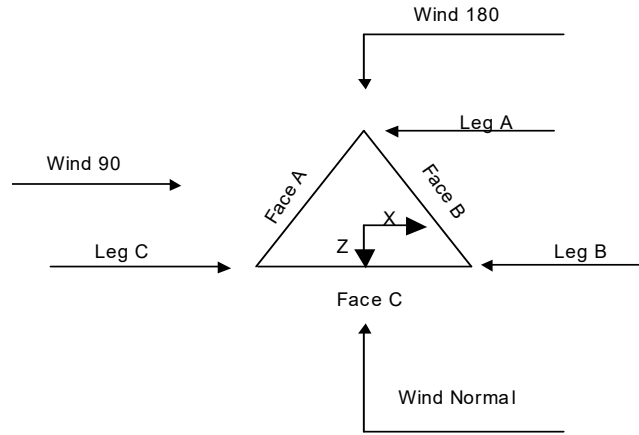 Wind 180
Leg A
Wind 90
Face A
Face B
X
Z
Leg C
Leg B
Face C
Wind Normal